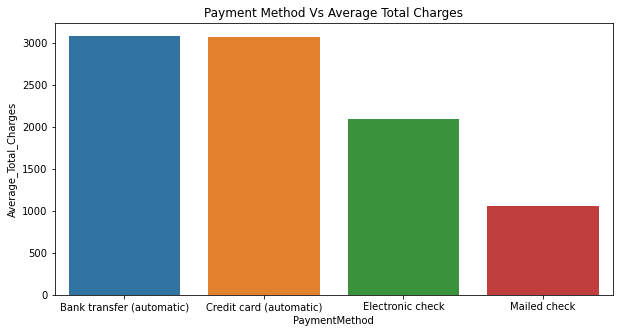 Payment Method Vs Average Total Charges
Average_Total_Charges
3000
2500
2000
1500
1000
500
0
Bank transfer (automatic)
Credit card (automatic)
Electronic check
Mailed check
PaymentMethod